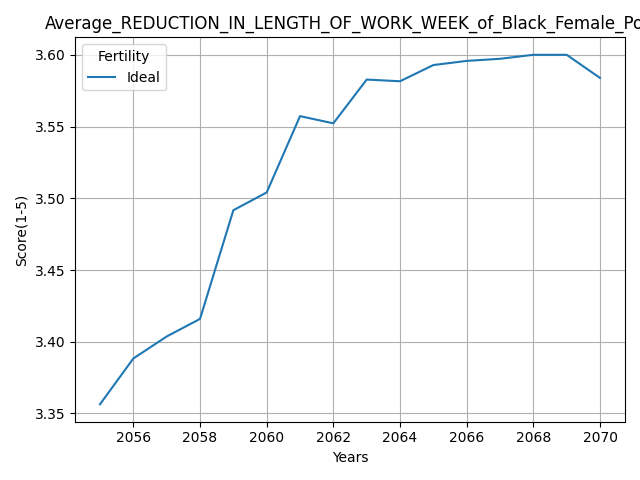 Average_REDUCTION_IN_LENGTH_OF_WORK_WEEK_of_Black_Female_Po
Fertility
Ideal
3.60
3.55
3.50
3.45
3.40
3.35
Score(1-5)
2056 2058 2060 2062 2064 2066 2068 2070
Years